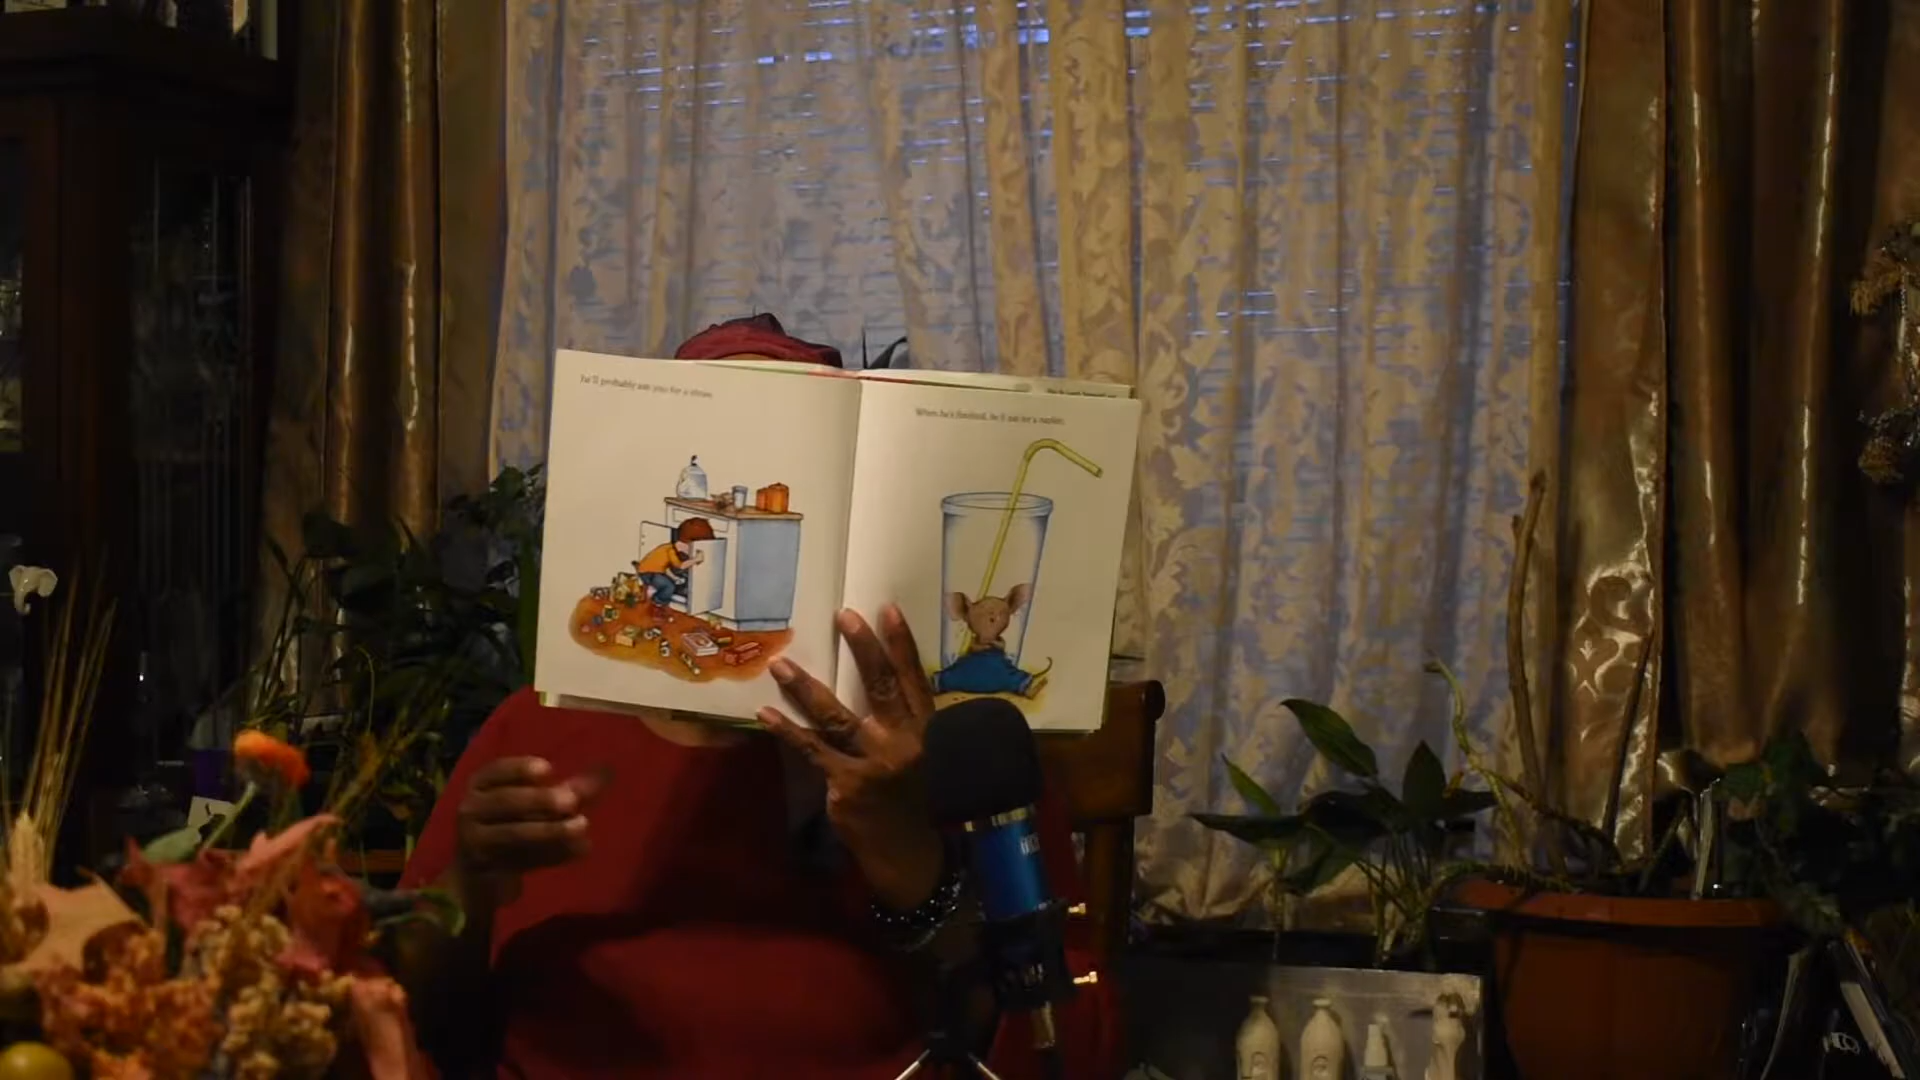 he'll probably ask you for a straw.
When he's finished, he'll ask for a napkin.